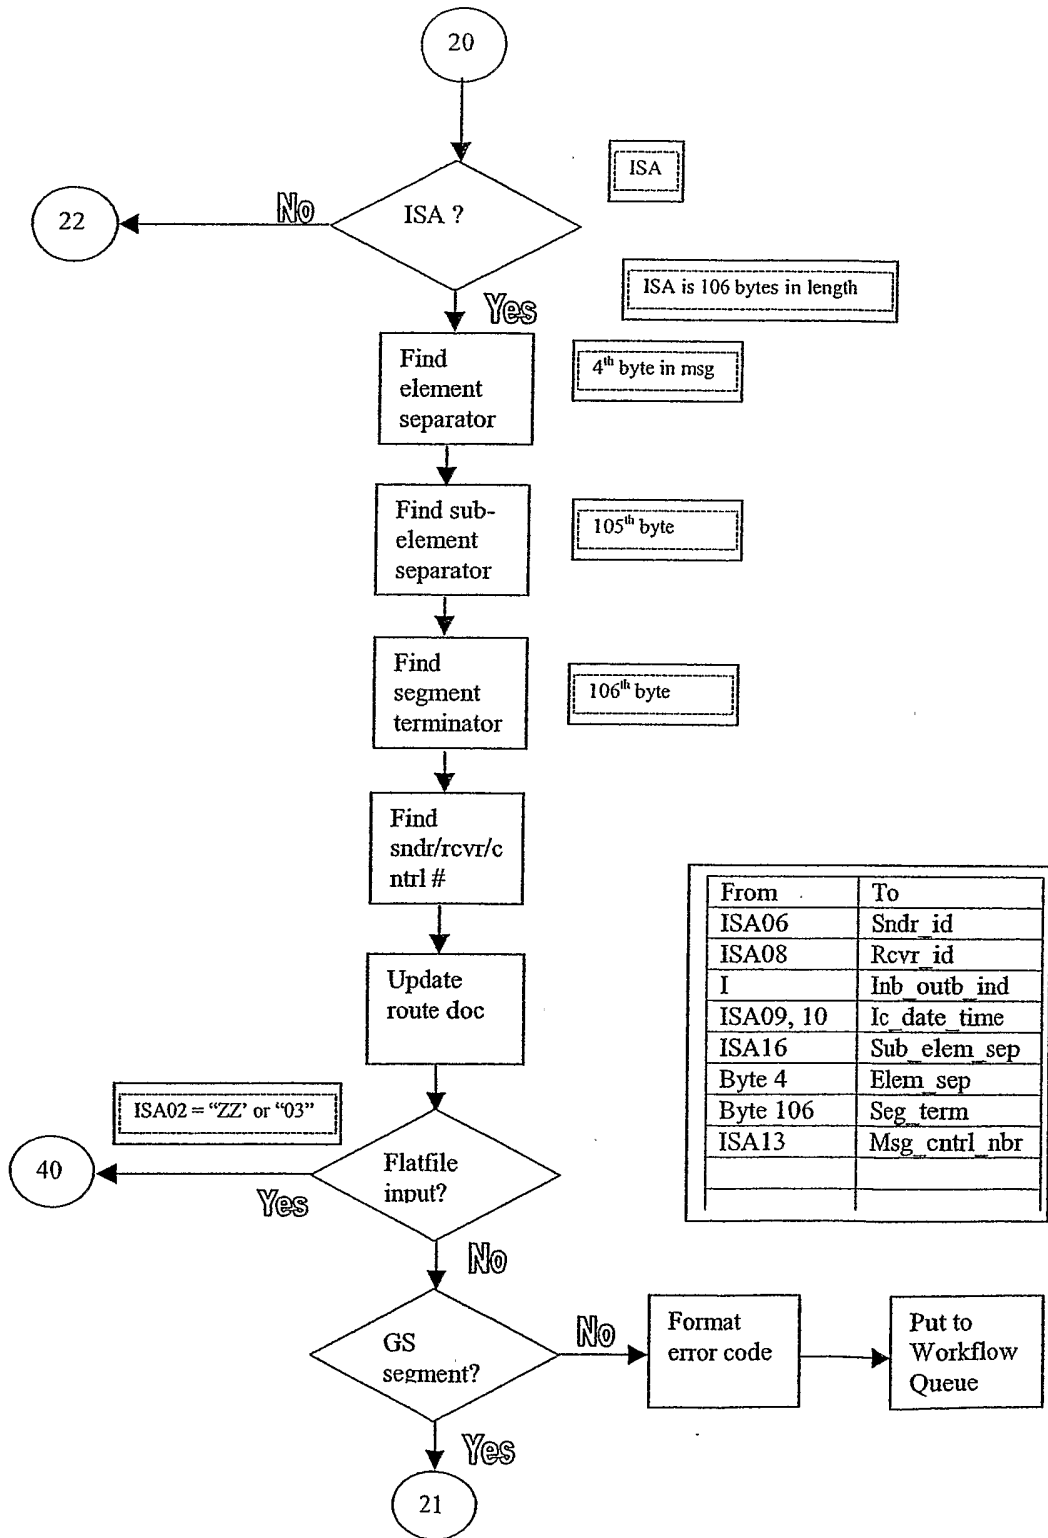 20
ISA
22
No
ISA ?
ISA is 106 bytes in length
Yes
Find
element
separator
4th byte in msg
Find sub-
element
separator
105th byte
Find
segment
terminator
106th byte
Find
sndr/rcvr/c
ntrl #
From To
ISA06 Sndr_id
ISA08 Rcvr_id
I Inb_outb_ind
ISA09, 10 Ic_date_time
ISA16 Sub_elem_sep
Byte 4 Elem_sep
Byte 106 Seg_term
ISA13 Msg_cntrl_nbr
Update
route doc
ISA02 = “ZZ’ or “03”
40
Yes
Flatfile
input?
No
GS
segment?
No
Format
error code
Put to
Workflow
Queue
Yes
21